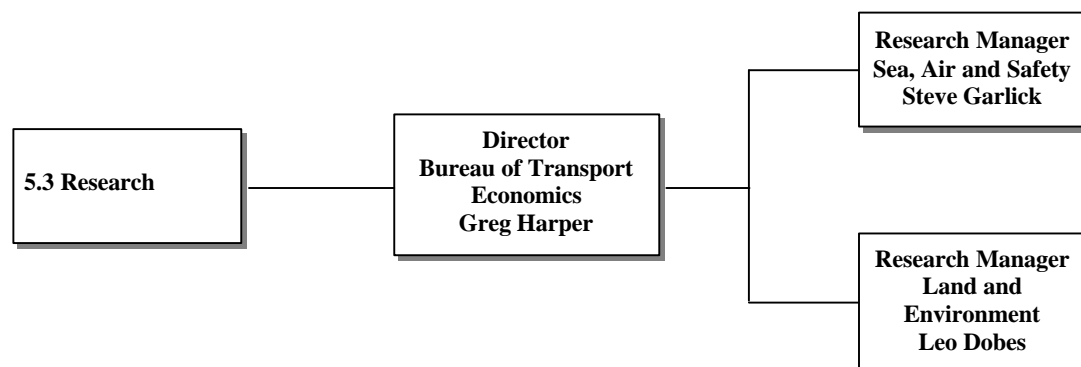 5.3 Research
Director
Bureau of Transport
Economics
Greg Harper
Research Manager
Sea, Air and Safety
Steve Garlick
Research Manager
Land and
Environment
Leo Dobes